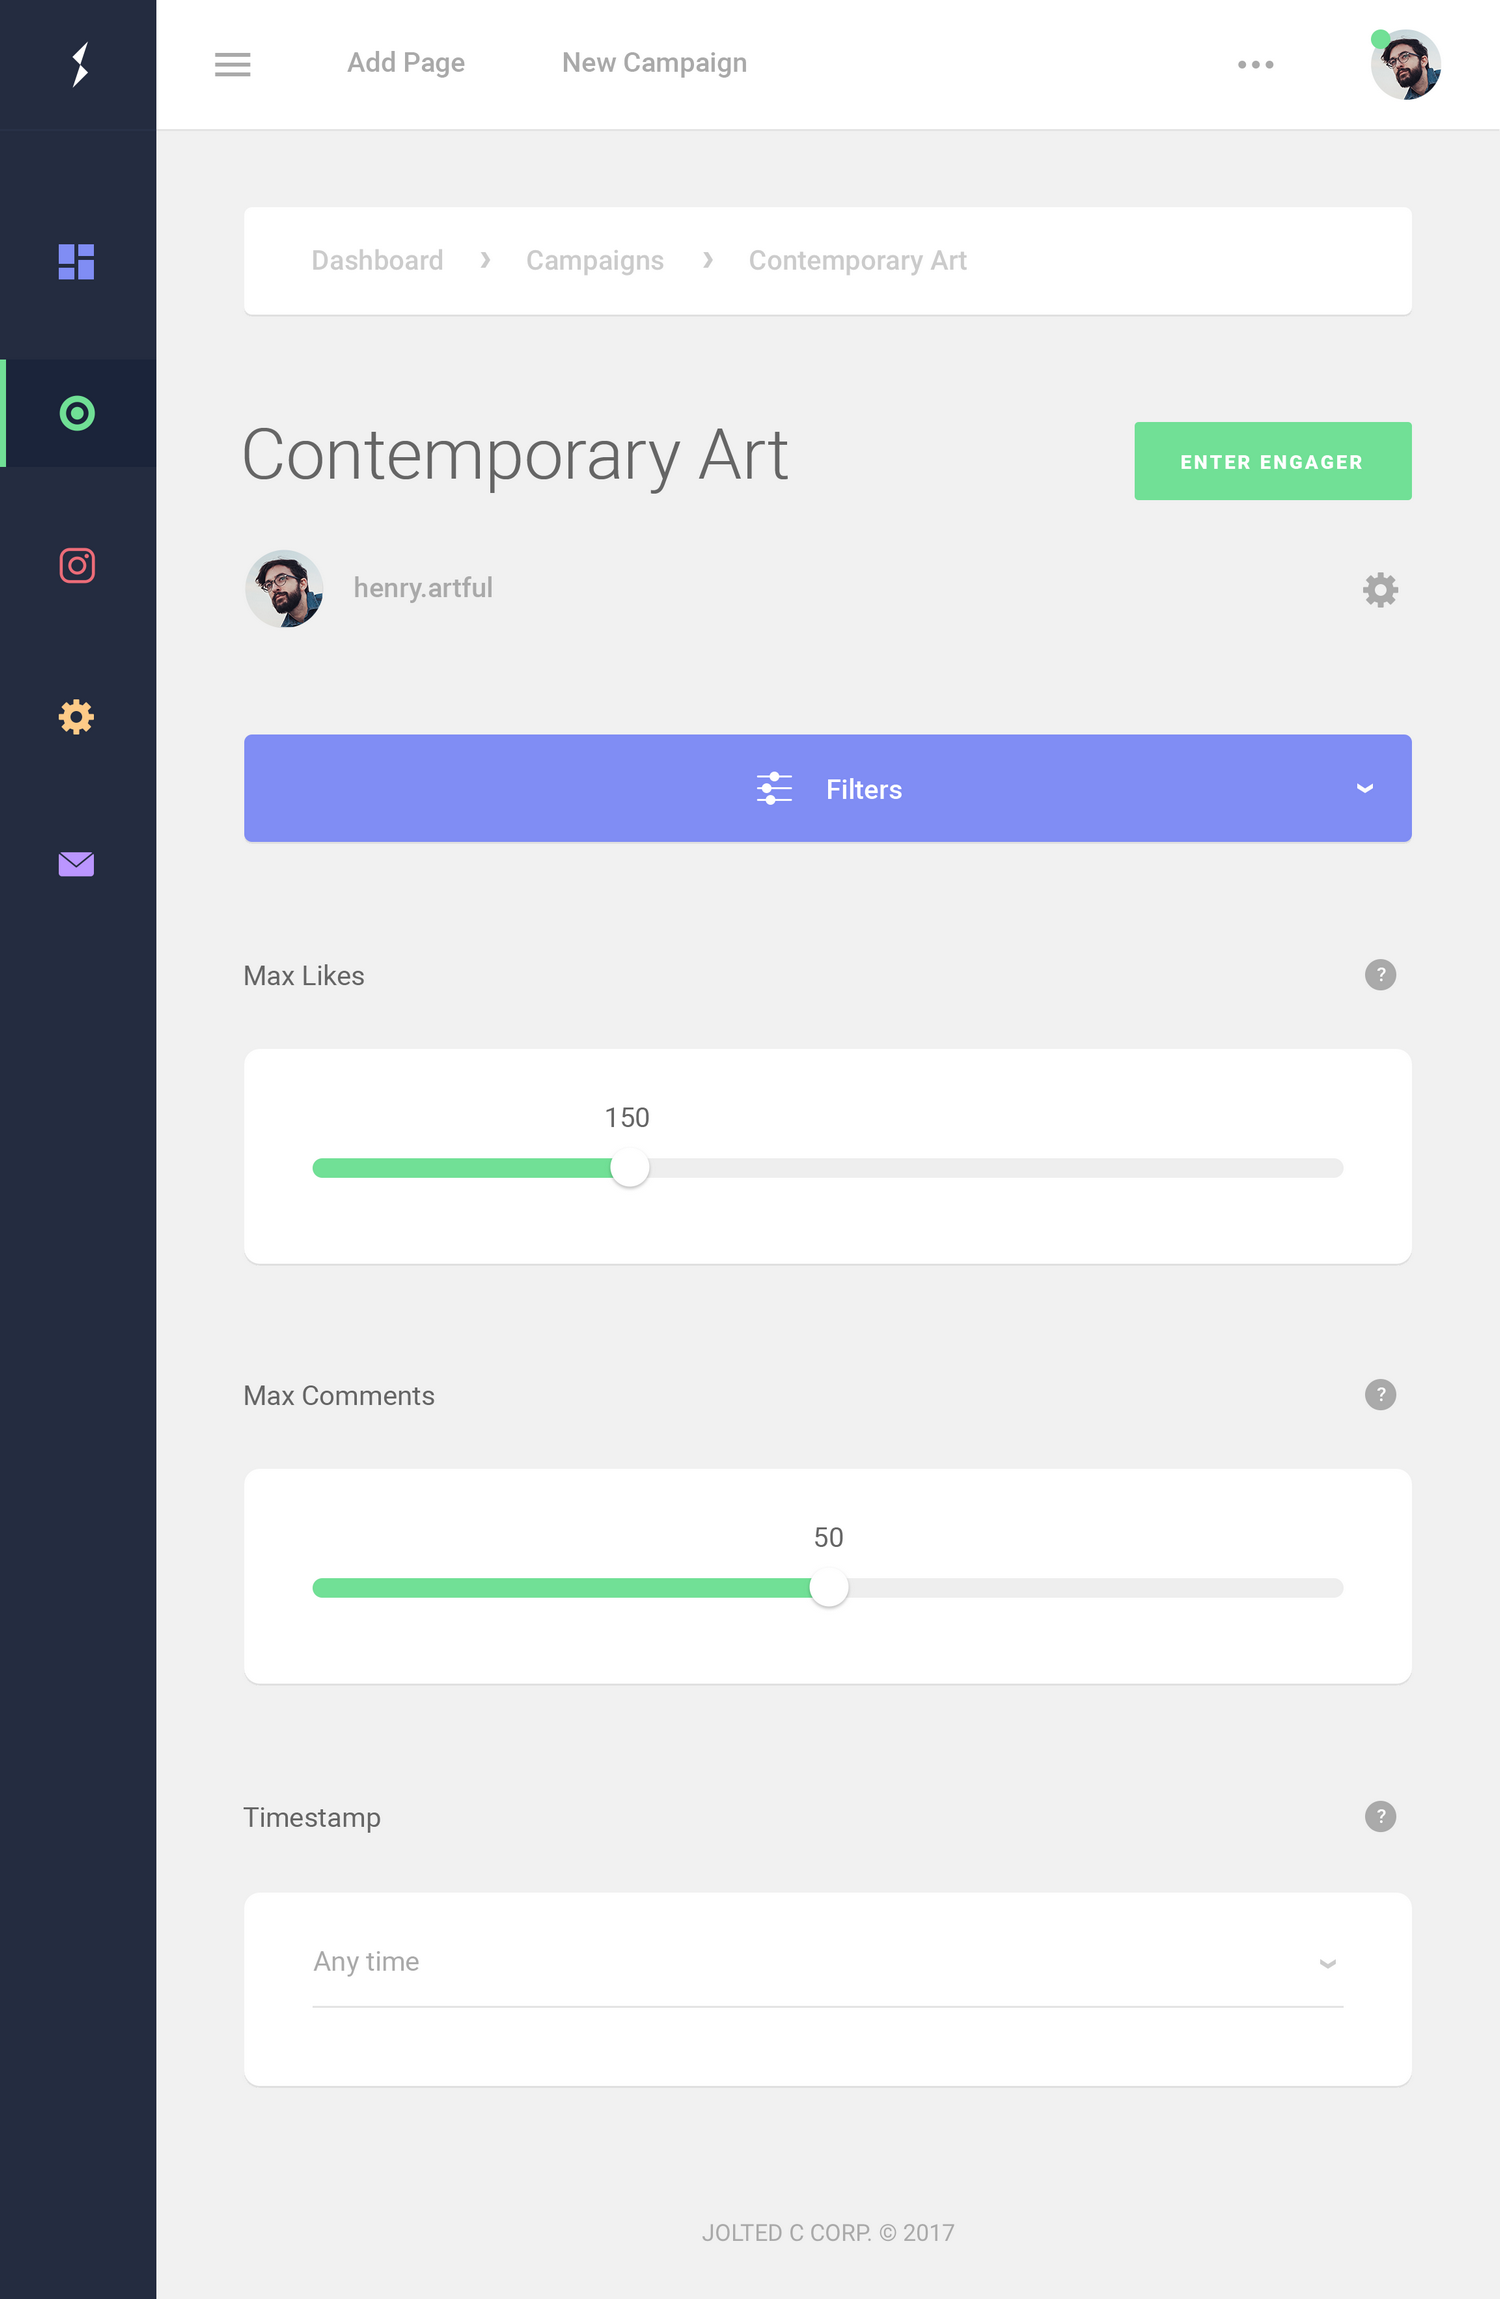 Add Page New Campaign
Dashboard › Campaigns › Contemporary Art
Contemporary Art
ENTER ENGAGER
henry.artful
Filters
Max Likes
?
150
Max Comments
?
50
Timestamp
?
Any time
JOLTED C CORP. © 2017